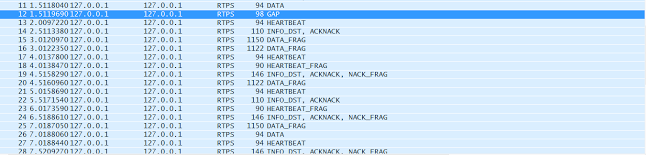 11 1.5118040 127.0.0.1 127.0.0.1 RTPS 94 DATA
12 1.5119690 127.0.0.1 127.0.0.1 RTPS 98 GAP
13 2.0097220 127.0.0.1 127.0.0.1 RTPS 94 HEARTBEAT
14 2.5113380 127.0.0.1 127.0.0.1 RTPS 110 INFO_DST, ACKNACK
15 3.0120970 127.0.0.1 127.0.0.1 RTPS 1150 DATA_FRAG
16 3.0122350 127.0.0.1 127.0.0.1 RTPS 1122 DATA_FRAG
17 4.0137800 127.0.0.1 127.0.0.1 RTPS 94 HEARTBEAT
18 4.0138470 127.0.0.1 127.0.0.1 RTPS 90 HEARTBEAT_FRAG
19 4.5158290 127.0.0.1 127.0.0.1 RTPS 146 INFO_DST, ACKNACK, NACK_FRAG
20 4.5160960 127.0.0.1 127.0.0.1 RTPS 1122 DATA_FRAG
21 5.0158690 127.0.0.1 127.0.0.1 RTPS 94 HEARTBEAT
22 5.5171540 127.0.0.1 127.0.0.1 RTPS 110 INFO_DST, ACKNACK
23 6.0173590 127.0.0.1 127.0.0.1 RTPS 90 HEARTBEAT_FRAG
24 6.5188610 127.0.0.1 127.0.0.1 RTPS 146 INFO_DST, ACKNACK, NACK_FRAG
25 7.0187050 127.0.0.1 127.0.0.1 RTPS 1150 DATA_FRAG
26 7.0188060 127.0.0.1 127.0.0.1 RTPS 94 DATA
27 7.0188440 127.0.0.1 127.0.0.1 RTPS 94 HEARTBEAT
28 7.5209270 127.0.0.1 127.0.0.1 RTPS 146 INFO_DST, ACKNACK, NACK_FRAG